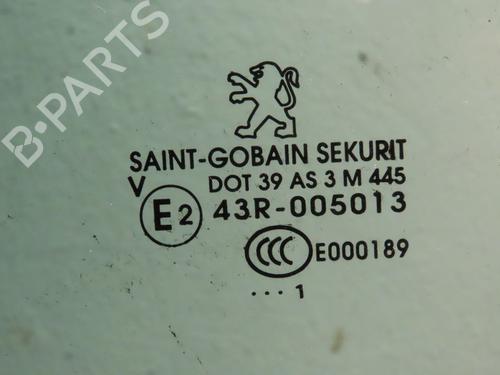 B-PARTS
SAINT-GOBAIN SEKURIT
V DOT 39 AS 3 M 445
E2 43R-005013
CCC E000189
... 1